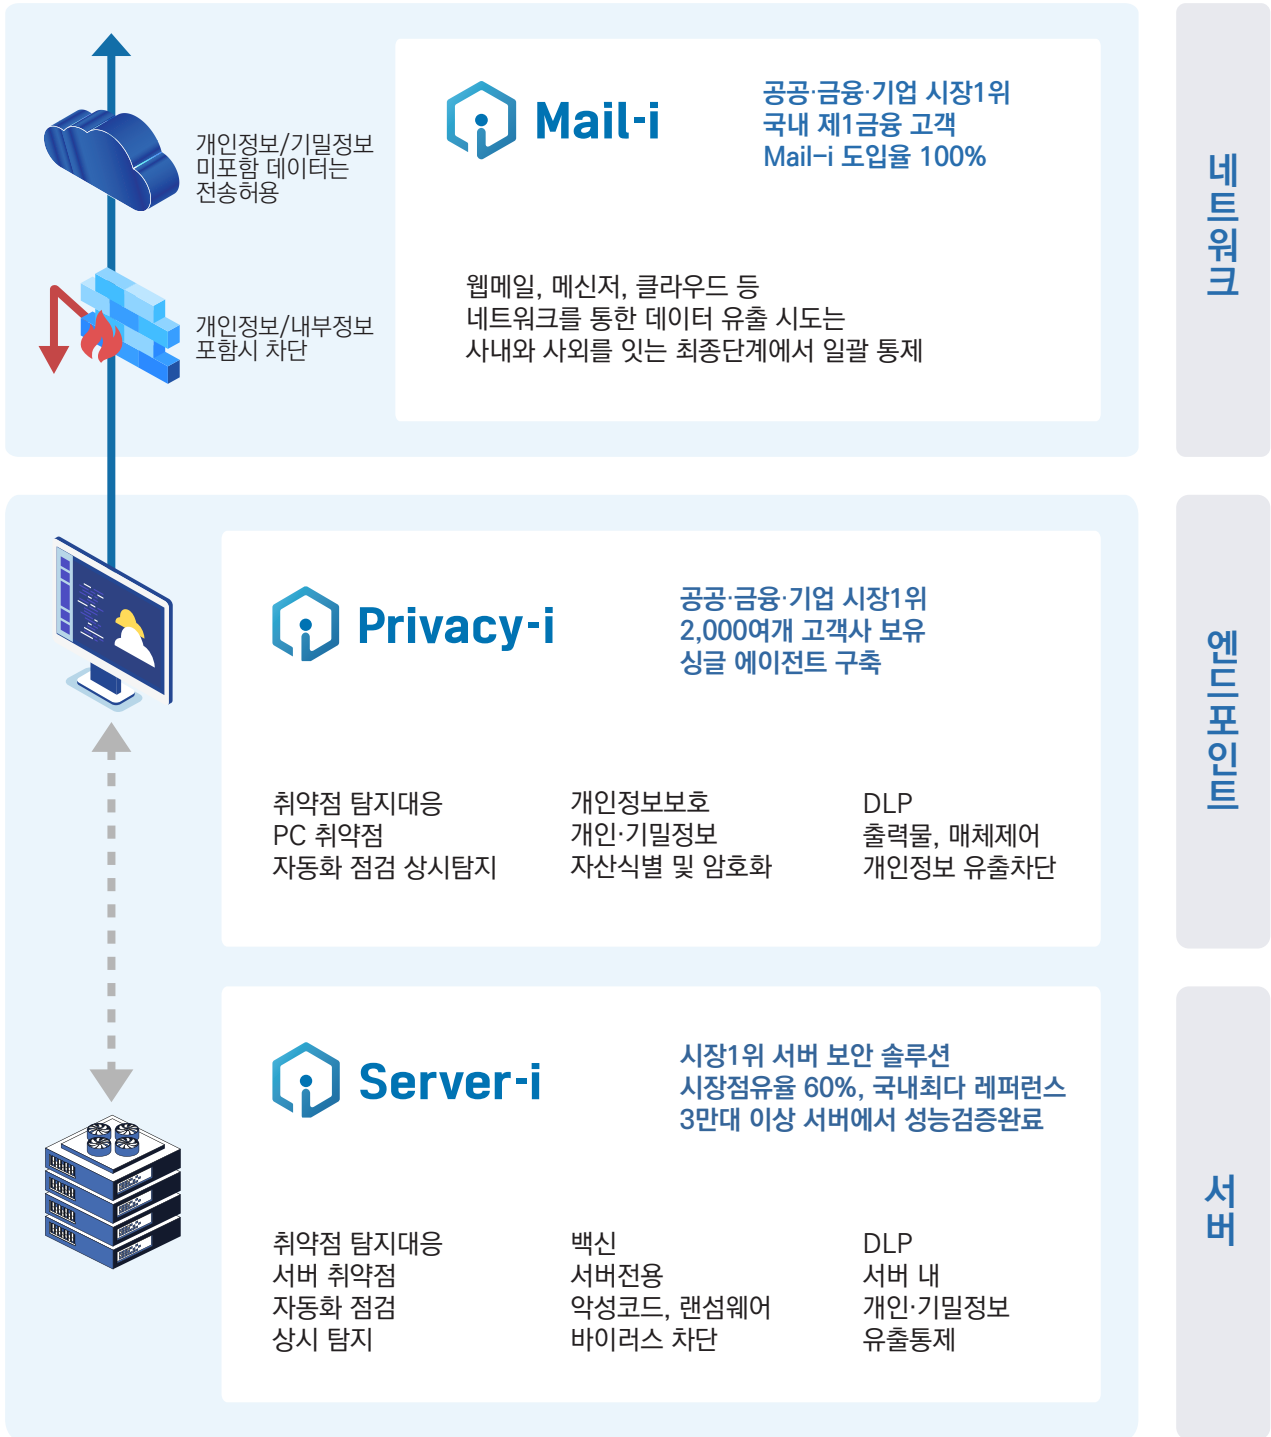 개인정보/기밀정보
미포함 데이터는
전송허용
개인정보/내부정보
포함시 차단
Mail-i
공공·금융·기업 시장1위
국내 제1금융 고객
Mail-i 도입율 100%
웹메일, 메신저, 클라우드 등
네트워크를 통한 데이터 유출 시도는
사내와 사외를 잇는 최종단계에서 일괄 통제
네트워크
Privacy-i
공공·금융·기업 시장1위
2,000여개 고객사 보유
싱글 에이전트 구축
취약점 탐지대응
PC 취약점
자동화 점검 상시탐지
개인정보보호
개인·기밀정보
자산식별 및 암호화
DLP
출력물, 매체제어
개인정보 유출차단
엔드포인트
Server-i
시장1위 서버 보안 솔루션
시장점유율 60%, 국내최다 레퍼런스
3만대 이상 서버에서 성능검증완료
취약점 탐지대응
서버 취약점
자동화 점검
상시 탐지
백신
서버전용
악성코드, 랜섬웨어
바이러스 차단
DLP
서버 내
개인·기밀정보
유출통제
서버